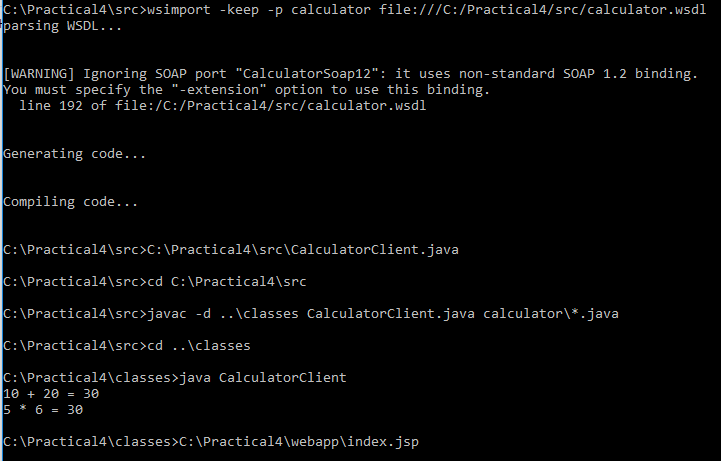 C:\Practical4\src>wsimport -keep -p calculator file:///C:/Practical4/src/calculator.wsdl
parsing WSDL...
[WARNING] Ignoring SOAP port "CalculatorSoap12": it uses non-standard SOAP 1.2 binding.
You must specify the "-extension" option to use this binding.
  line 192 of file:/C:/Practical4/src/calculator.wsdl
Generating code...
Compiling code...
C:\Practical4\src>C:\Practical4\src\CalculatorClient.java
C:\Practical4\src>cd C:\Practical4\src
C:\Practical4\src>javac -d ..\classes CalculatorClient.java calculator\*.java
C:\Practical4\src>cd ..\classes
C:\Practical4\classes>java CalculatorClient
10 + 20 = 30
5 * 6 = 30
C:\Practical4\classes>C:\Practical4\webapp\index.jsp